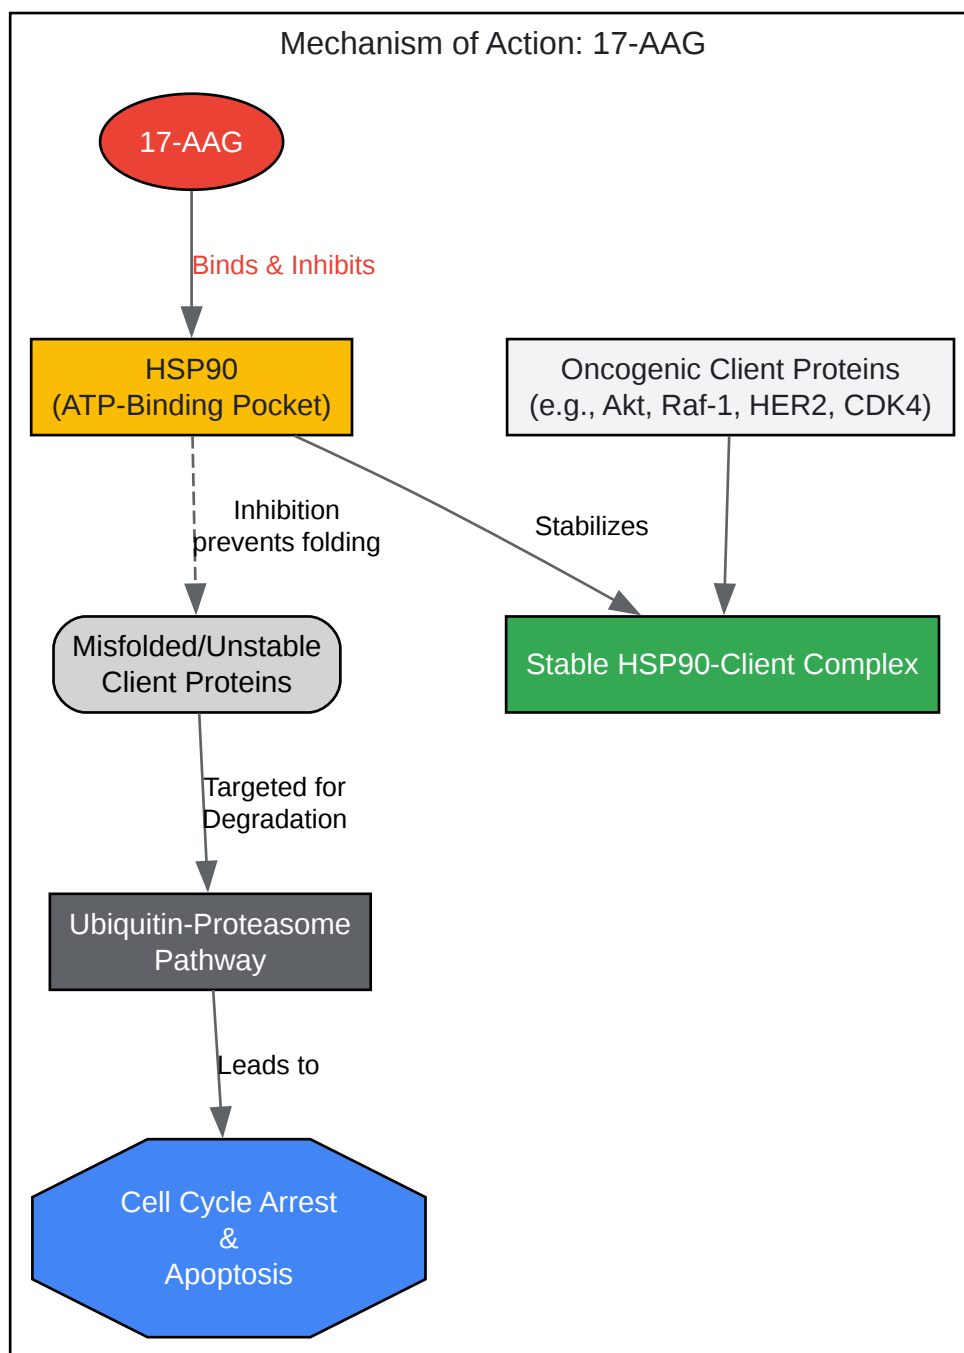 Mechanism of Action: 17-AAG
17-AAG
Binds & Inhibits
HSP90
(ATP-Binding Pocket)
Oncogenic Client Proteins
(e.g., Akt, Raf-1, HER2, CDK4)
Inhibition
prevents folding
Stabilizes
Misfolded/Unstable
Client Proteins
Stable HSP90-Client Complex
Targeted for
Degradation
Ubiquitin-Proteasome
Pathway
Leads to
Cell Cycle Arrest
&
Apoptosis